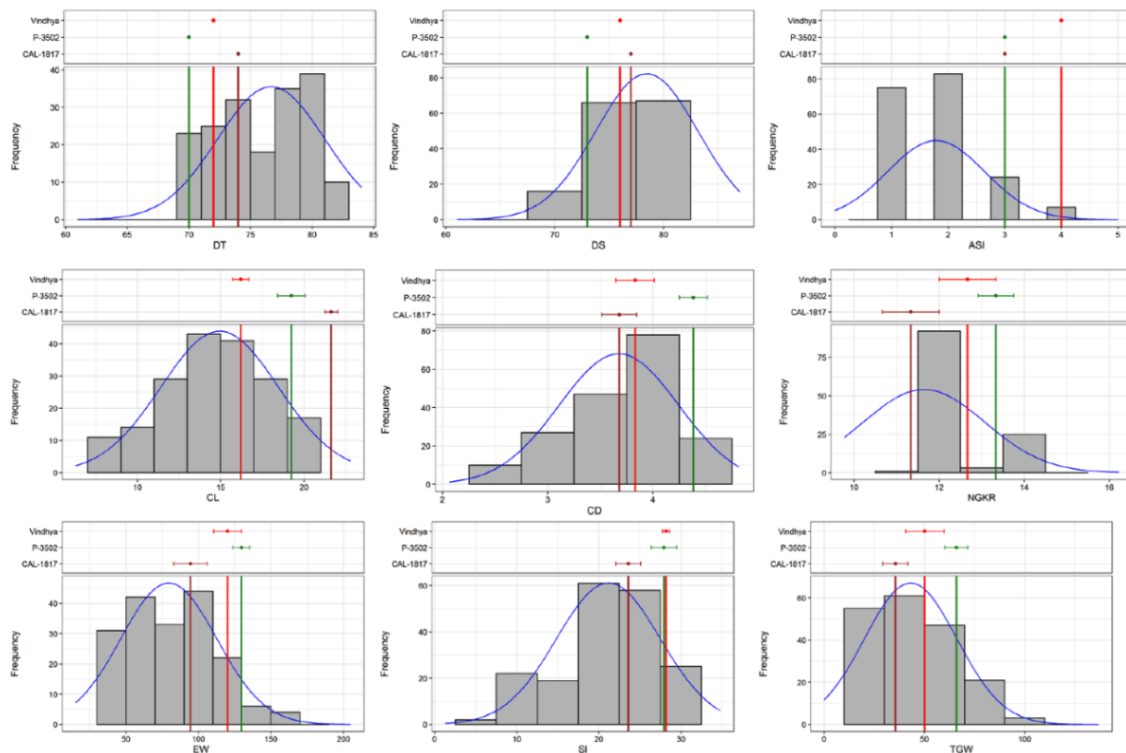 Vindhya
P-3502
CAL-1817
Frequency
40
30
20
10
0
60 65 70 75 80 85
DT
Vindhya
P-3502
CAL-1817
Frequency
80
60
40
20
0
70 80
DS
Vindhya
P-3502
CAL-1817
Frequency
80
60
40
20
0
0 1 2 3 4 5
ASI
Vindhya
P-3502
CAL-1817
Frequency
40
30
20
10
0
10 15 20
CL
Vindhya
P-3502
CAL-1817
Frequency
80
60
40
20
0
2 3 4
CD
Vindhya
P-3502
CAL-1817
Frequency
75
50
25
0
10 12 14 16
NGKR
Vindhya
P-3502
CAL-1817
Frequency
40
30
20
10
0
50 100 150 200
EW
Vindhya
P-3502
CAL-1817
Frequency
60
40
20
0
10 20 30
SI
Vindhya
P-3502
CAL-1817
Frequency
60
40
20
0
0 50 100
TGW